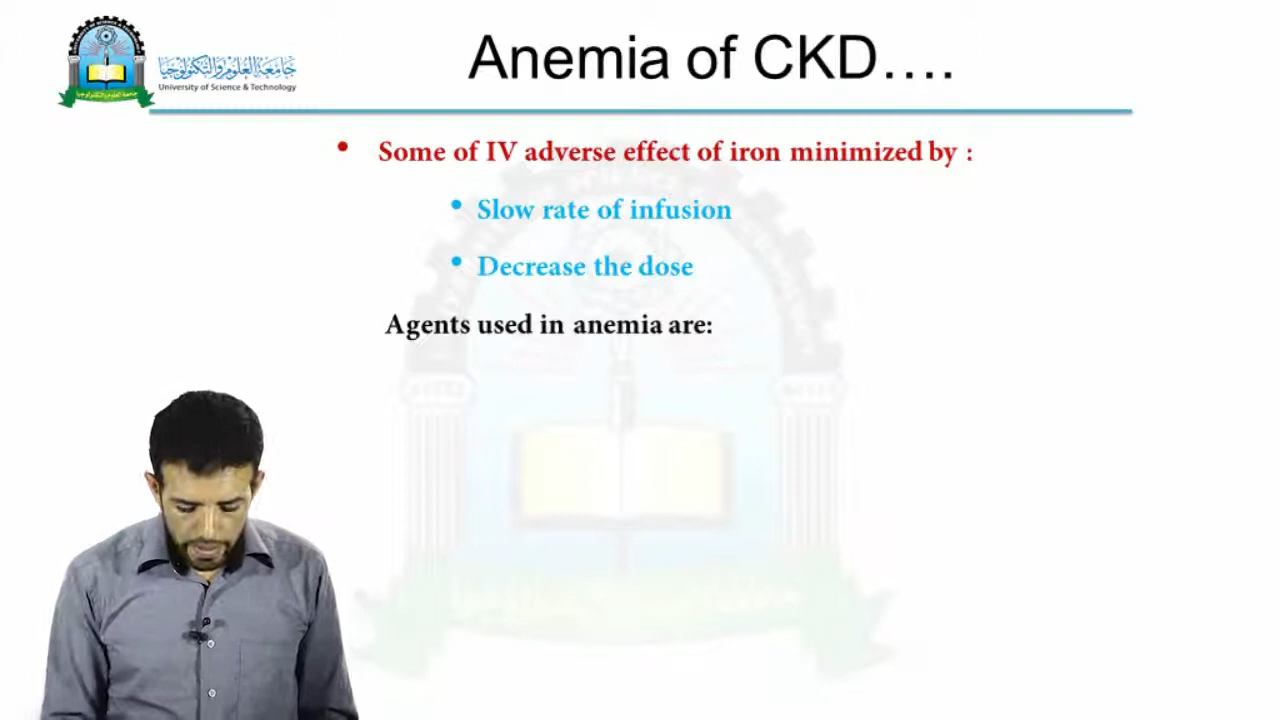 Anemia of CKD….
جامعة العلوم والتكنولوجيا
University of Science & Technology
• Some of IV adverse effect of iron minimized by :
• Slow rate of infusion
• Decrease the dose
Agents used in anemia are: